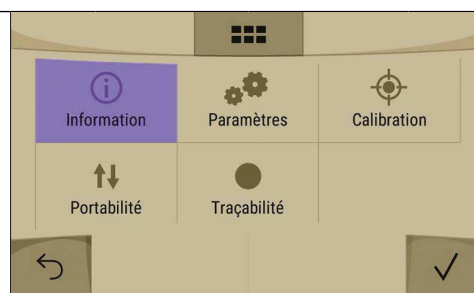 Information
Paramètres
Calibration
Portabilité
Traçabilité